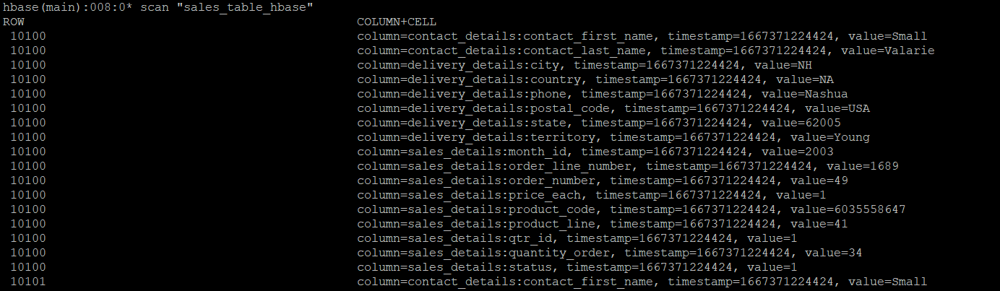 hbase(main):008:0* scan "sales_table_hbase"
ROW COLUMN+CELL
10100 column=contact_details:contact_first_name, timestamp=1667371224424, value=Small
10100 column=contact_details:contact_last_name, timestamp=1667371224424, value=Valarie
10100 column=delivery_details:city, timestamp=1667371224424, value=NH
10100 column=delivery_details:country, timestamp=1667371224424, value=NA
10100 column=delivery_details:phone, timestamp=1667371224424, value=Nashua
10100 column=delivery_details:postal_code, timestamp=1667371224424, value=USA
10100 column=delivery_details:state, timestamp=1667371224424, value=62005
10100 column=delivery_details:territory, timestamp=1667371224424, value=Young
10100 column=sales_details:month_id, timestamp=1667371224424, value=2003
10100 column=sales_details:order_line_number, timestamp=1667371224424, value=1689
10100 column=sales_details:order_number, timestamp=1667371224424, value=49
10100 column=sales_details:price_each, timestamp=1667371224424, value=1
10100 column=sales_details:product_code, timestamp=1667371224424, value=6035558647
10100 column=sales_details:product_line, timestamp=1667371224424, value=41
10100 column=sales_details:qtr_id, timestamp=1667371224424, value=1
10100 column=sales_details:quantity_order, timestamp=1667371224424, value=34
10100 column=sales_details:status, timestamp=1667371224424, value=1
10101 column=contact_details:contact_first_name, timestamp=1667371224424, value=Small